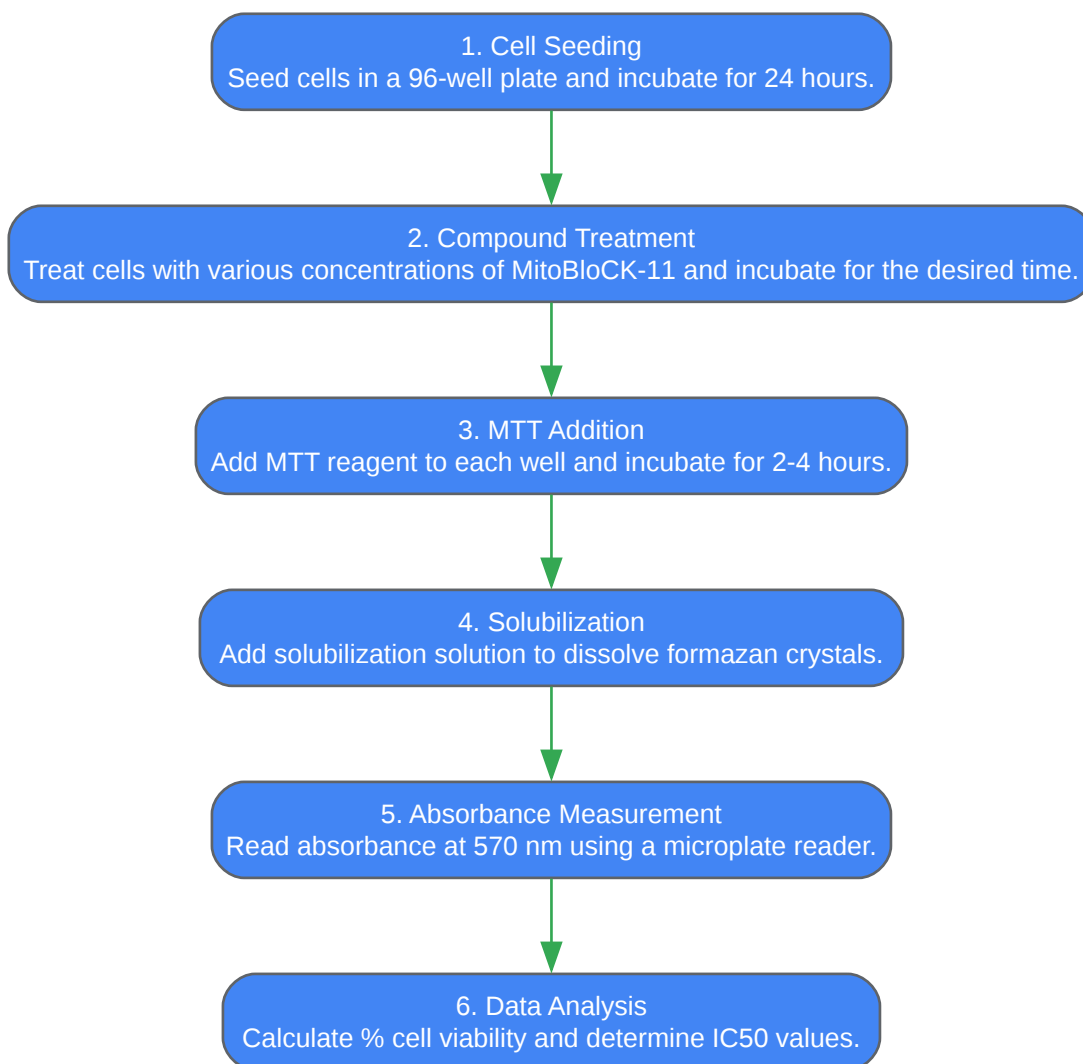 1. Cell Seeding
Seed cells in a 96-well plate and incubate for 24 hours.
2. Compound Treatment
Treat cells with various concentrations of MitoBloCK-11 and incubate for the desired time.
3. MTT Addition
Add MTT reagent to each well and incubate for 2-4 hours.
4. Solubilization
Add solubilization solution to dissolve formazan crystals.
5. Absorbance Measurement
Read absorbance at 570 nm using a microplate reader.
6. Data Analysis
Calculate % cell viability and determine IC50 values.